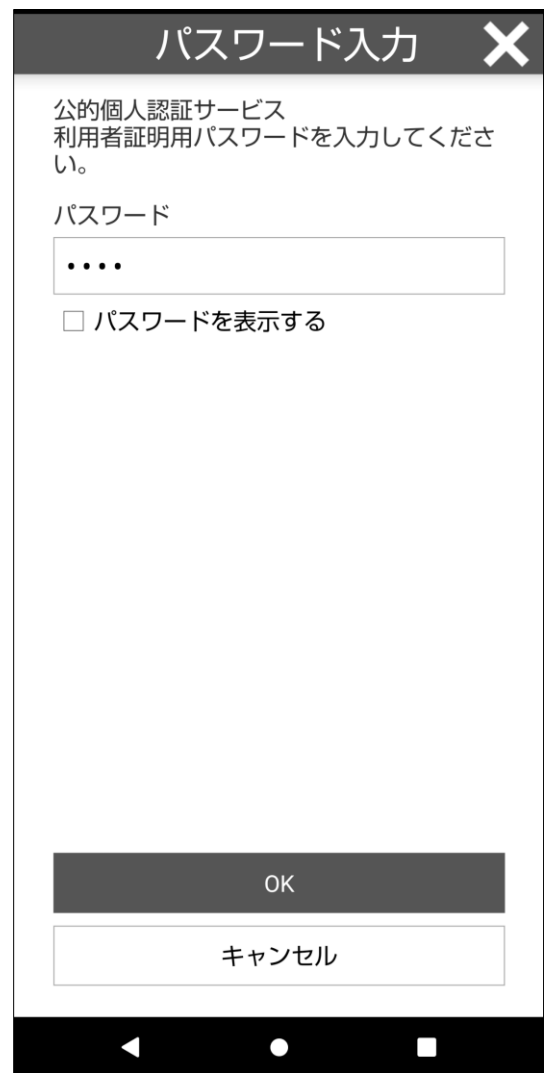 パスワード入力
公的個人認証サービス
利用者証明用パスワードを入力してくださ
い。
パスワード
••••
パスワードを表示する
OK
キャンセル